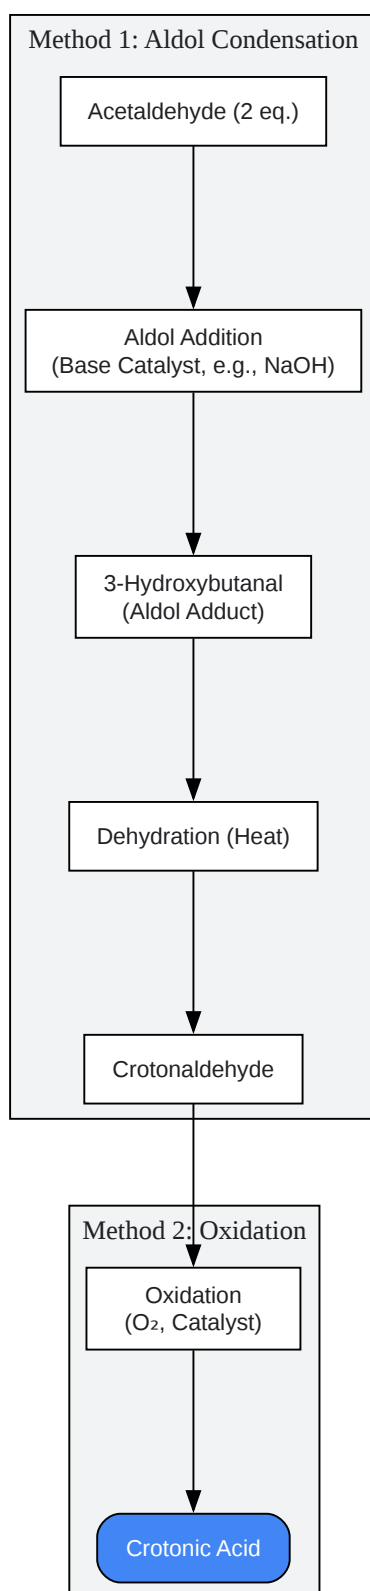 Method 1: Aldol Condensation
Acetaldehyde (2 eq.)
Aldol Addition
(Base Catalyst, e.g., NaOH)
3-Hydroxybutanal
(Aldol Adduct)
Dehydration (Heat)
Crotonaldehyde
Method 2: Oxidation
Oxidation
(O₂, Catalyst)
Crotonic Acid